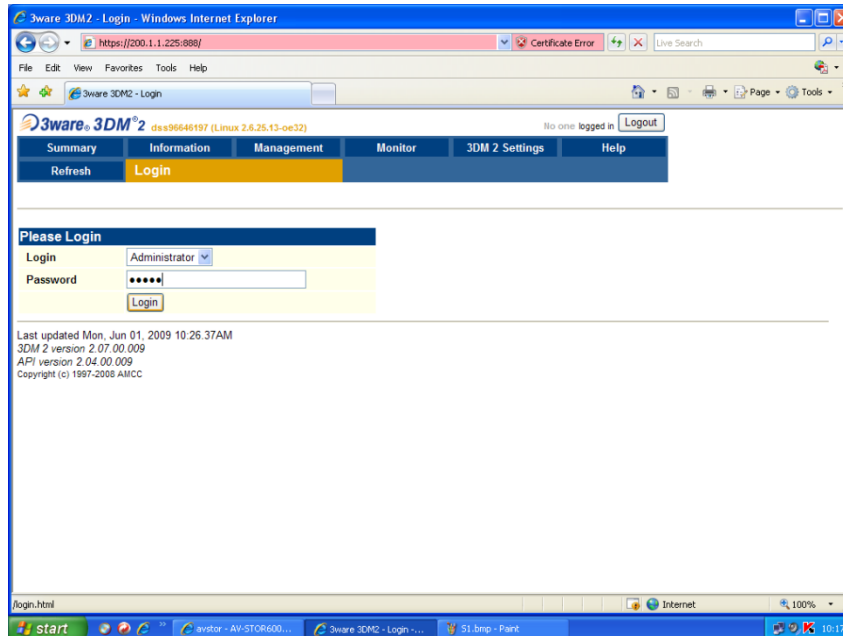 3ware 3DM2 - Login - Windows Internet Explorer
https://200.1.1.225:888/ Certificate Error Live Search
File Edit View Favorites Tools Help
3ware 3DM2 - Login Page Tools
3ware® 3DM®2 dss96646197 (Linux 2.6.25.13-oe32) No one logged in Logout
Summary Information Management Monitor 3DM 2 Settings Help
Refresh Login
Please Login
Login Administrator
Password
Login
Last updated Mon, Jun 01, 2009 10:26.37AM
3DM 2 version 2.07.00.009
API version 2.04.00.009
Copyright (c) 1997-2008 AMCC
/login.html Internet 100%
start avstor - AV-STOR600... 3ware 3DM2 - Login -... S1.bmp - Paint 10:17